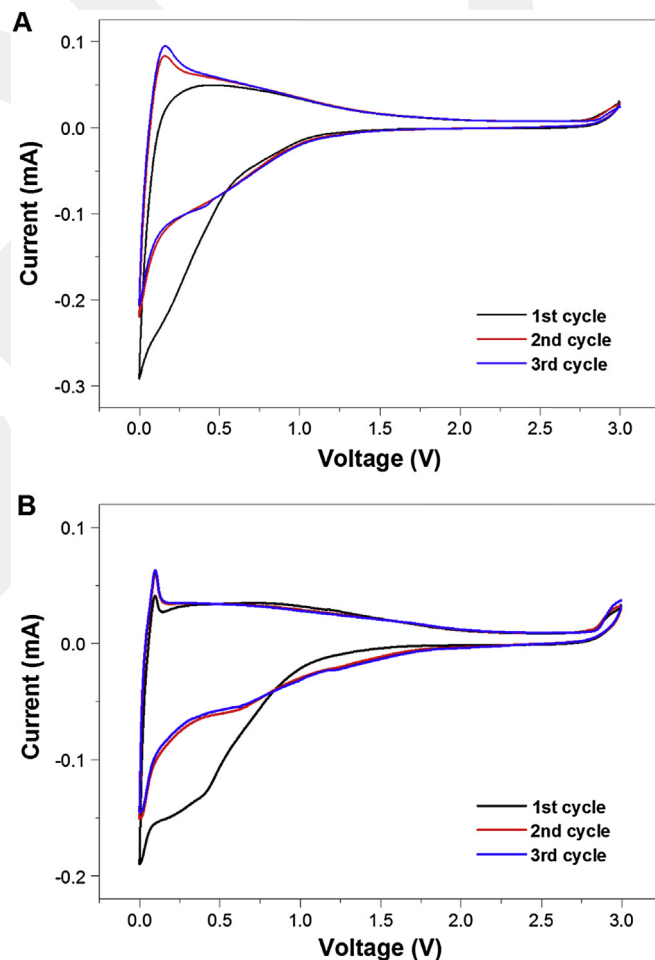 A
0.1
0.0
-0.1
-0.2
-0.3
Current (mA)
1st cycle
2nd cycle
3rd cycle
0.0 0.5 1.0 1.5 2.0 2.5 3.0
Voltage (V)
B
0.1
0.0
-0.1
-0.2
Current (mA)
1st cycle
2nd cycle
3rd cycle
0.0 0.5 1.0 1.5 2.0 2.5 3.0
Voltage (V)